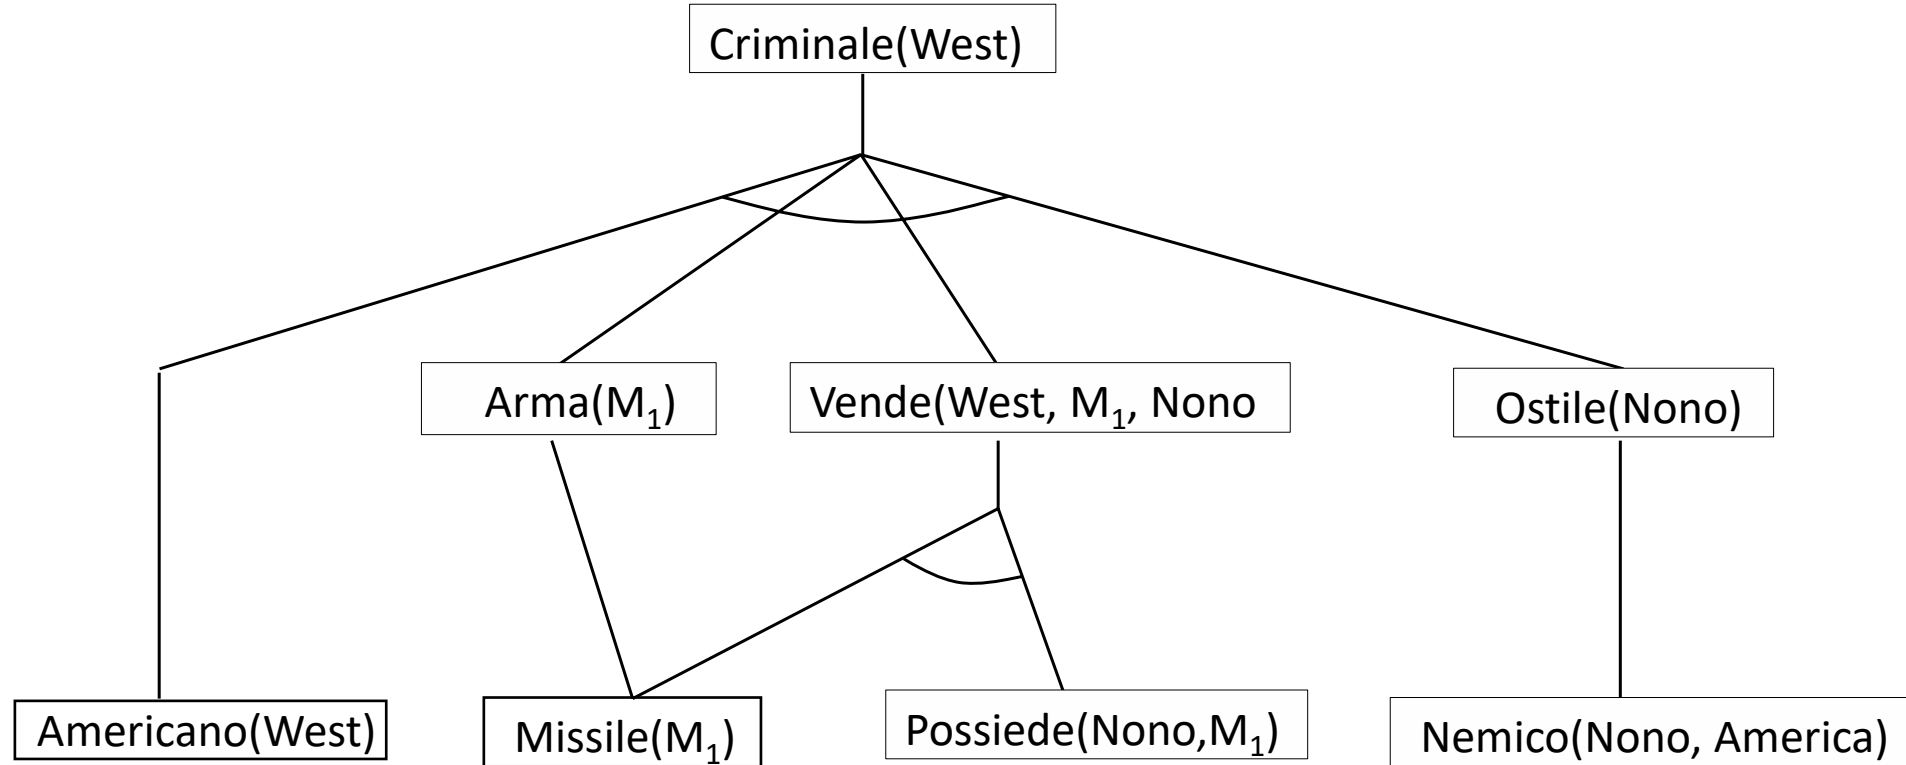 Criminale(West)
Arma(M₁)
Vende(West, M₁, Nono
Ostile(Nono)
Americano(West)
Missile(M₁)
Possiede(Nono,M₁)
Nemico(Nono, America)